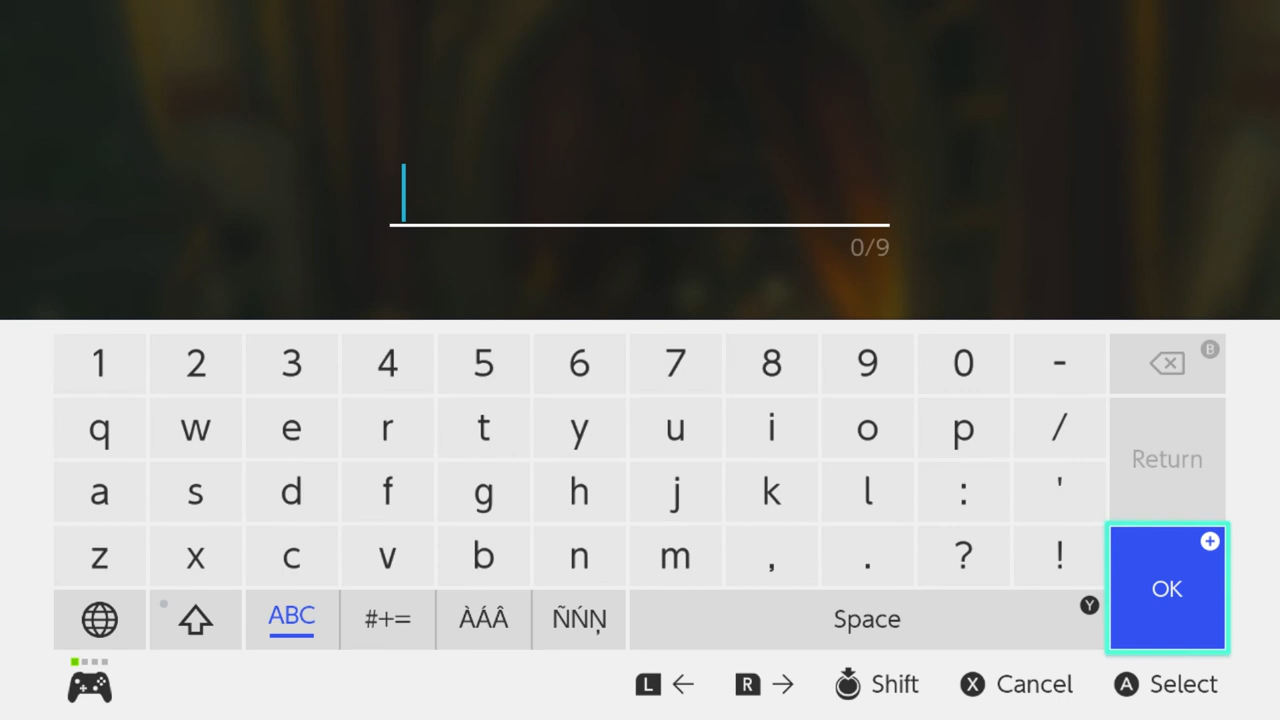 0/9
1 2 3 4 5 6 7 8 9 0 - B
q w e r t y u i o p / Return
a s d f g h j k l : '
z x c v b n m , . ? ! + OK
ABC #+= ÀÁÂ ÑŃŅ Space Y
L ← R → Shift X Cancel A Select